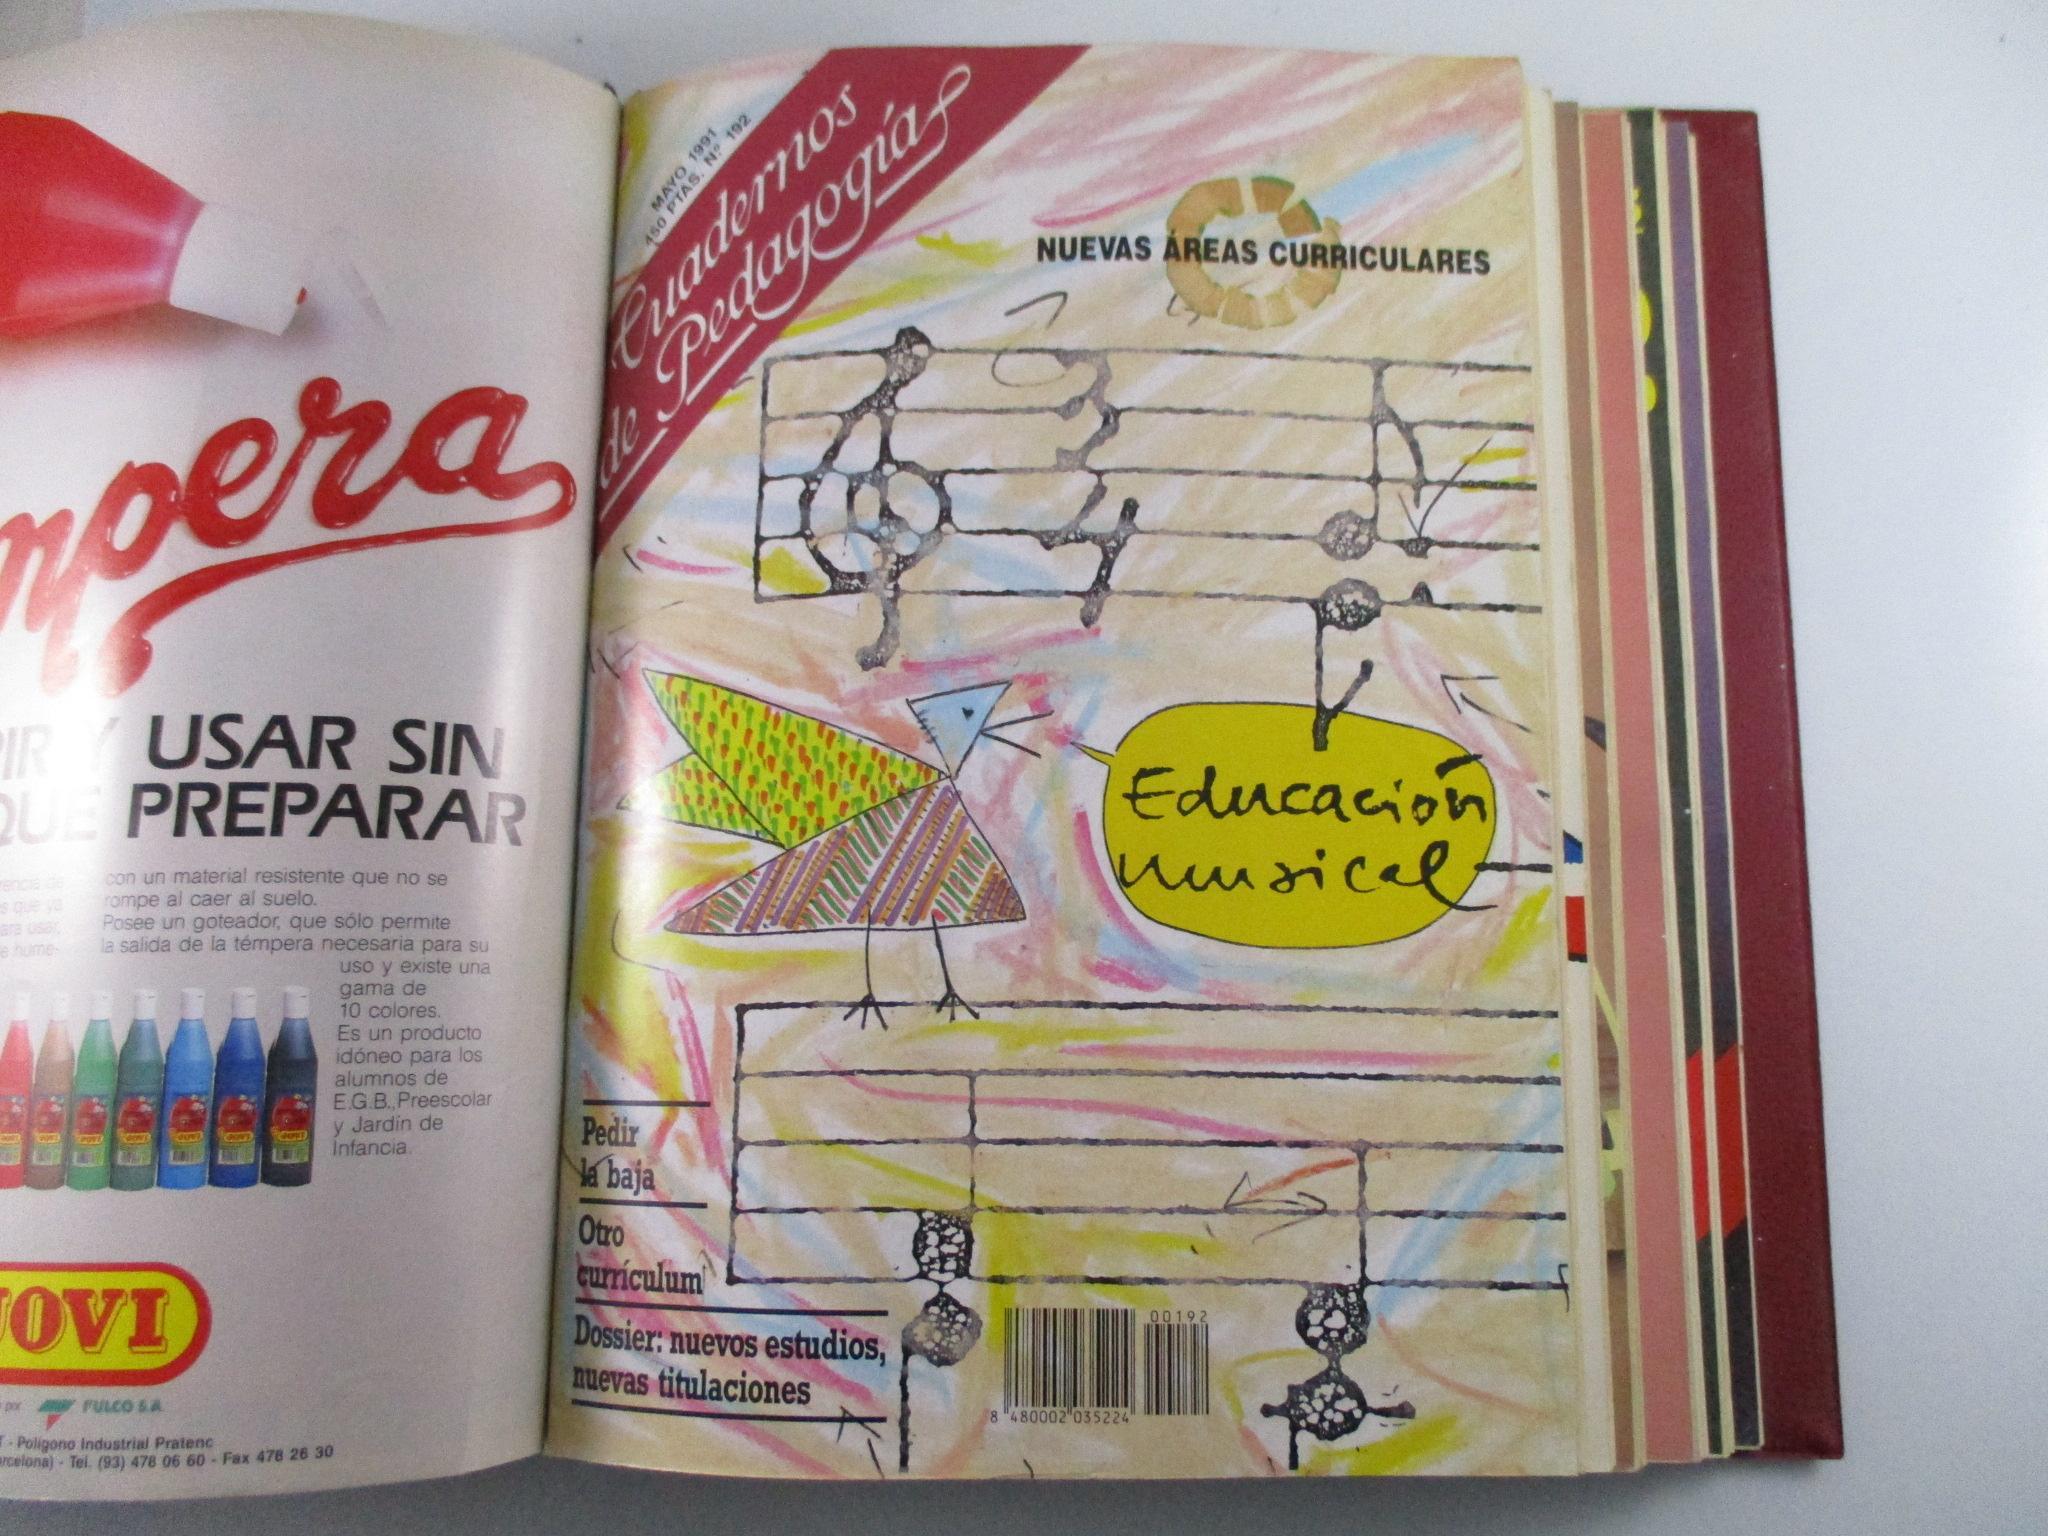 USAR SIN
PREPARAR
con un material resistente que no se
rompe al caer al suelo.
Posee un goteador, que sólo permite
la salida de la témpera necesaria para su
uso y existe una
gama de
10 colores.
Es un producto
idóneo para los
alumnos de
E.G.B., Preescolar
y Jardín de
Infancia.
JOVI
por FULCO S.A.
Polígono Industrial Pratenc
- Tel. (93) 478 06 60 - Fax 478 26 30
MAYO 1991
450 PTAS. N.º 192
Cuadernos
de Pedagogía
NUEVAS ÁREAS CURRICULARES
Educación
musical
Pedir
la baja
Otro
currículum
Dossier: nuevos estudios,
nuevas titulaciones
00192
8 480002 035224